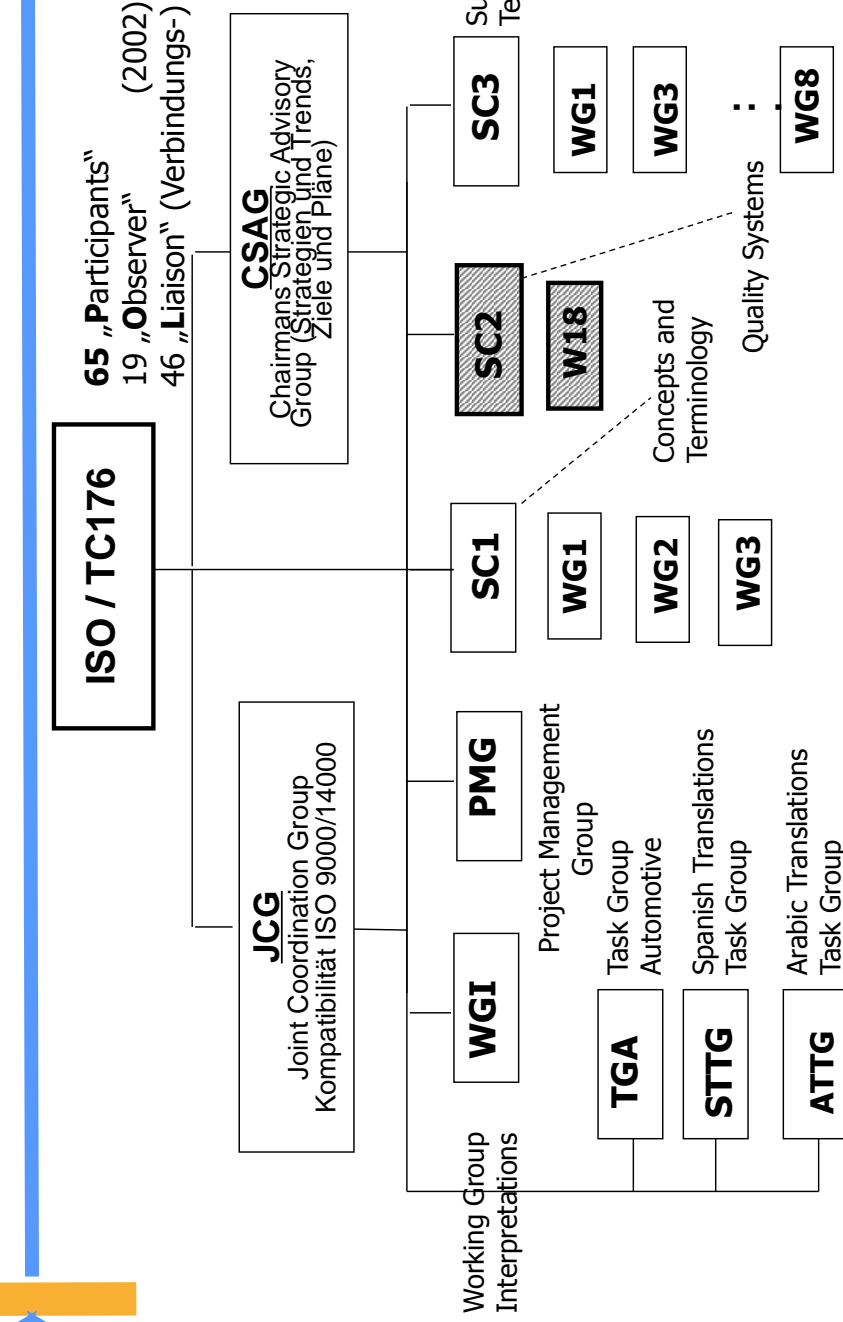 ISO / TC176
65 „Participants“
19 „Observer“ (2002)
46 „Liaison“ (Verbindungs-)
JCG
Joint Coordination Group
Kompatibilität ISO 9000/14000
CSAG
Chairmans Strategic Advisory
Group (Strategien und Trends,
Ziele und Pläne)
Working Group
Interpretations
WGI
PMG
Project Management
Group
SC1
WG1
WG2
WG3
Concepts and
Terminology
SC2
W18
Quality Systems
SC3
WG1
WG3
:
.
WG8
Su
Te
TGA
Task Group
Automotive
STTG
Spanish Translations
Task Group
ATTG
Arabic Translations
Task Group